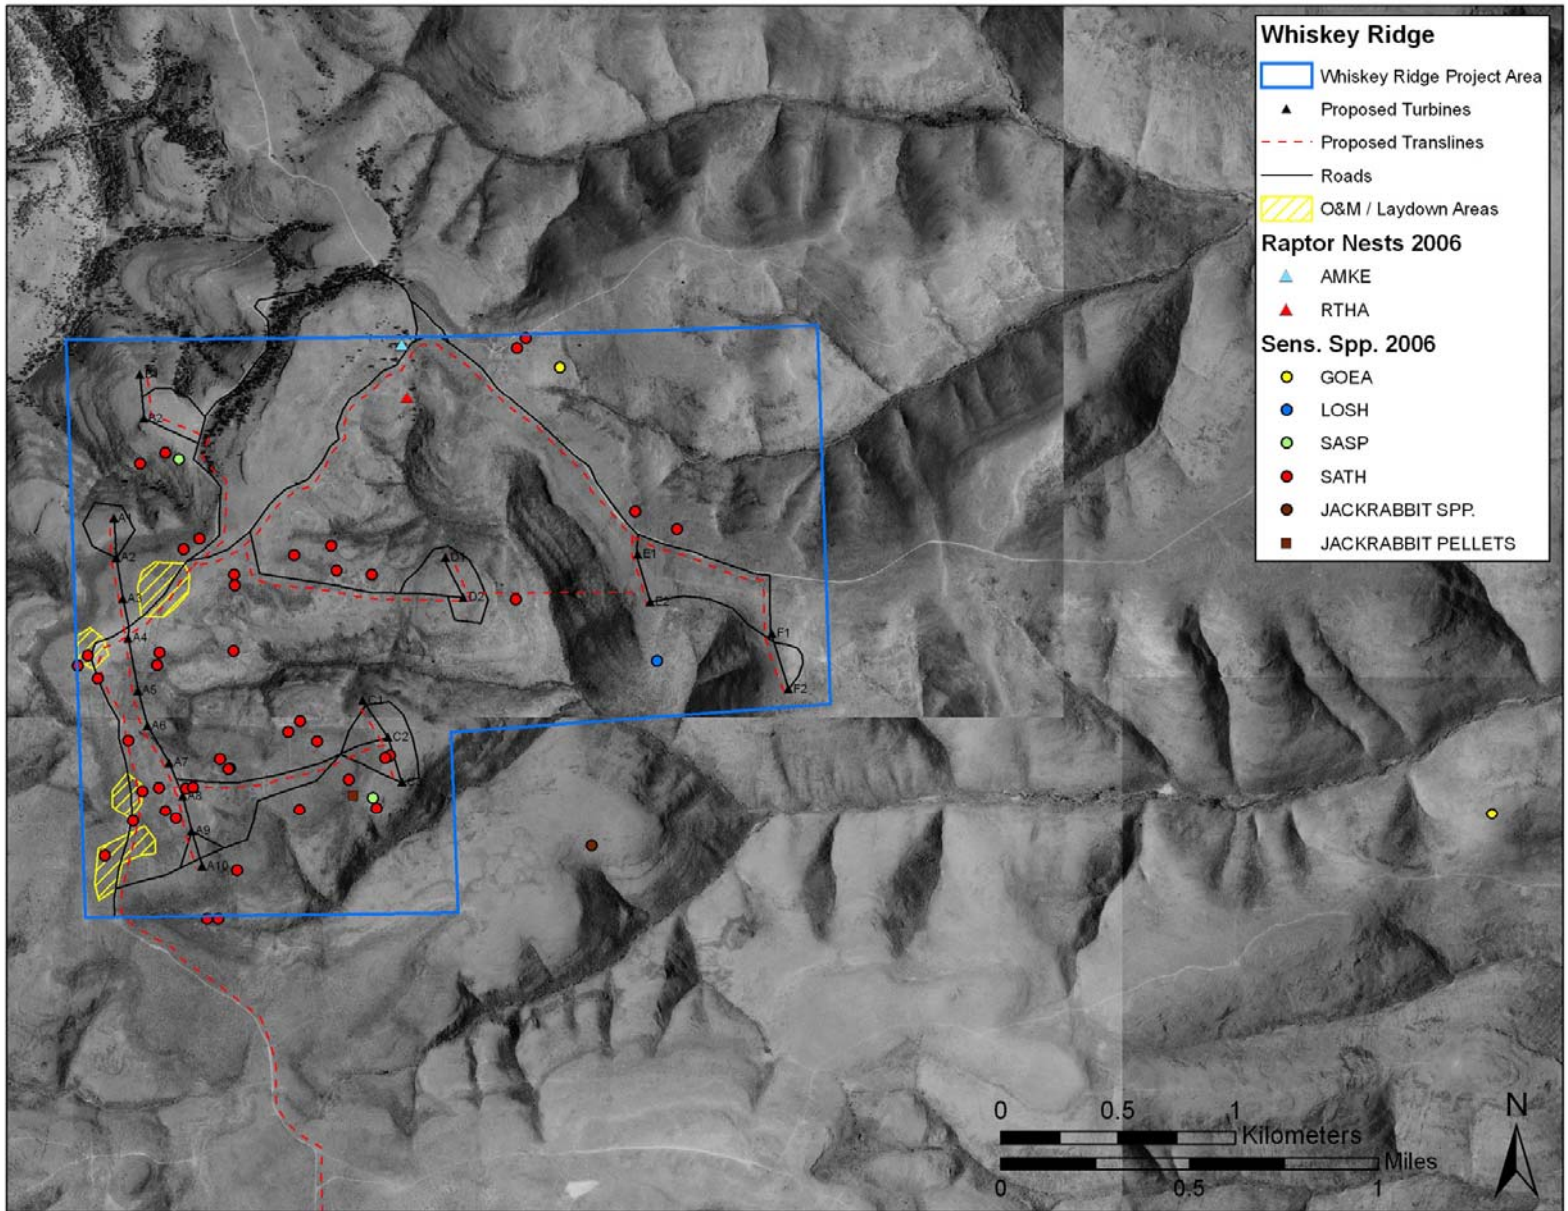 Whiskey Ridge
Whiskey Ridge Project Area
Proposed Turbines
Proposed Translines
Roads
O&M / Laydown Areas
Raptor Nests 2006
AMKE
RTHA
Sens. Spp. 2006
GOEA
LOSH
SASP
SATH
JACKRABBIT SPP.
JACKRABBIT PELLETS
B2
A1
A2
D1
E1
A3
D2
E2
A4
F1
A5
F2
C1
A6
C2
A7
A8
A9
A10
0 0.5 1
Kilometers
Miles
0 0.5 1
N